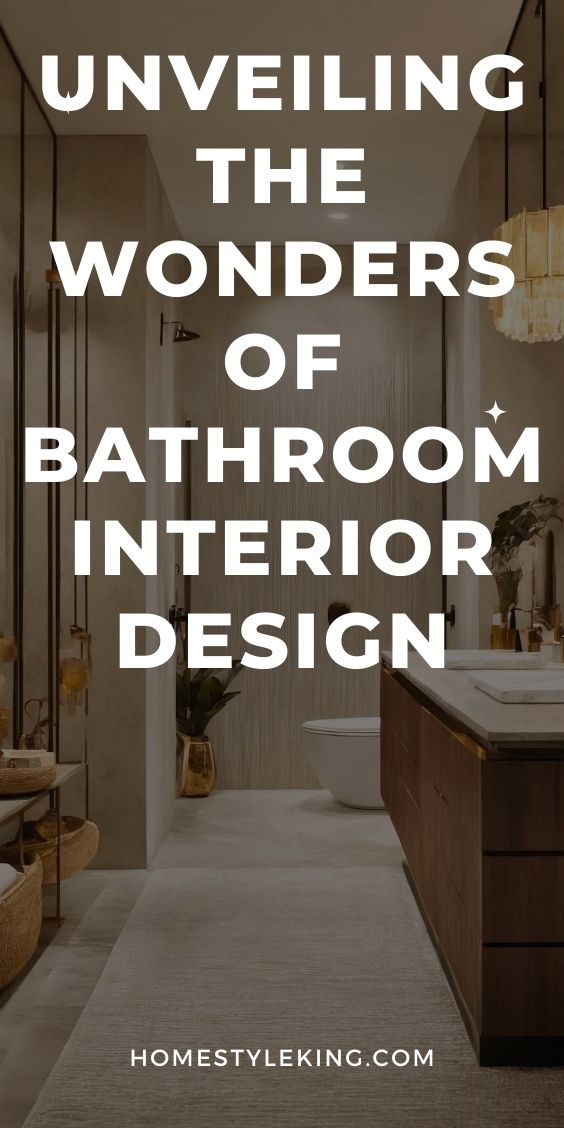 UNVEILING
THE
WONDERS
OF
BATHROOM
INTERIOR
DESIGN
HOMESTYLEKING.COM